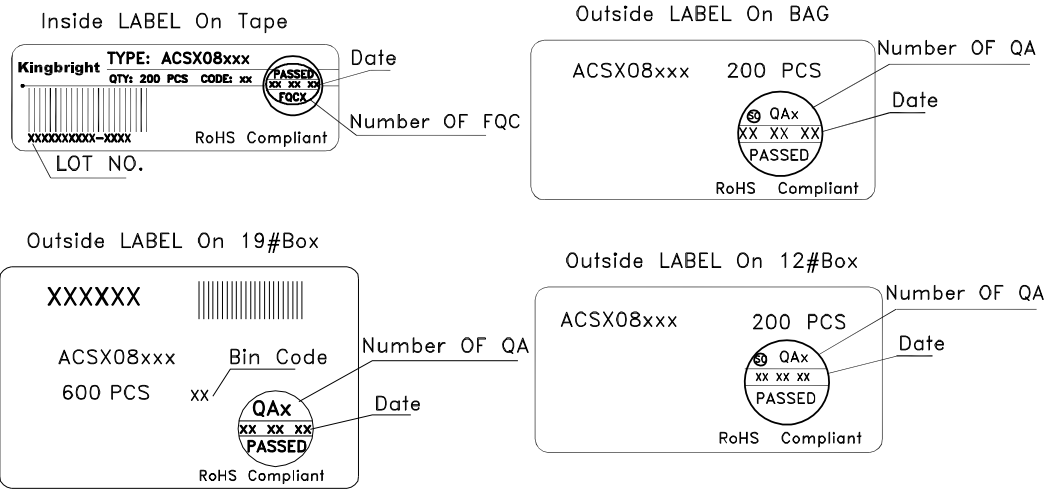 Inside LABEL On Tape
Kingbright
TYPE: ACSX08xxx
QTY: 200 PCS CODE: xx
PASSED
xx xx xx
FQCX
Date
Number OF FQC
XXXXXXXXXX-XXXX
RoHS Compliant
LOT NO.
Outside LABEL On BAG
ACSX08xxx 200 PCS
Number OF QA
SQ QAx
XX XX XX
PASSED
Date
RoHS Compliant
Outside LABEL On 19#Box
XXXXXX
ACSX08xxx
Bin Code
600 PCS
xx
Number OF QA
QAx
xx xx xx
PASSED
Date
RoHS Compliant
Outside LABEL On 12#Box
ACSX08xxx 200 PCS
Number OF QA
SQ QAx
xx xx xx
PASSED
Date
RoHS Compliant